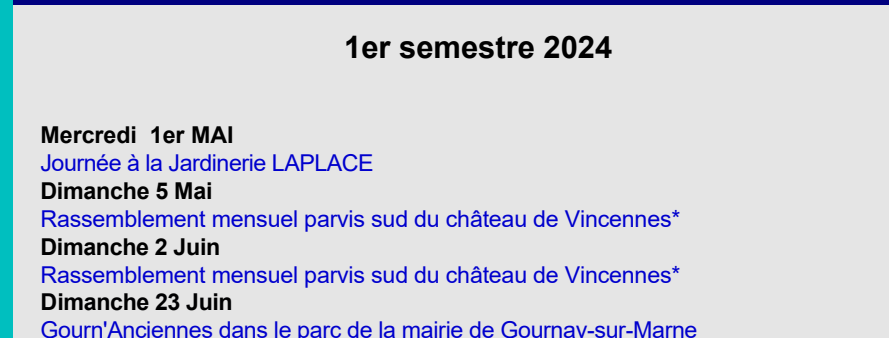 1er semestre 2024
Mercredi  1er MAI
Journée à la Jardinerie LAPLACE
Dimanche 5 Mai
Rassemblement mensuel parvis sud du château de Vincennes*
Dimanche 2 Juin
Rassemblement mensuel parvis sud du château de Vincennes*
Dimanche 23 Juin
Gourn'Anciennes dans le parc de la mairie de Gournay-sur-Marne